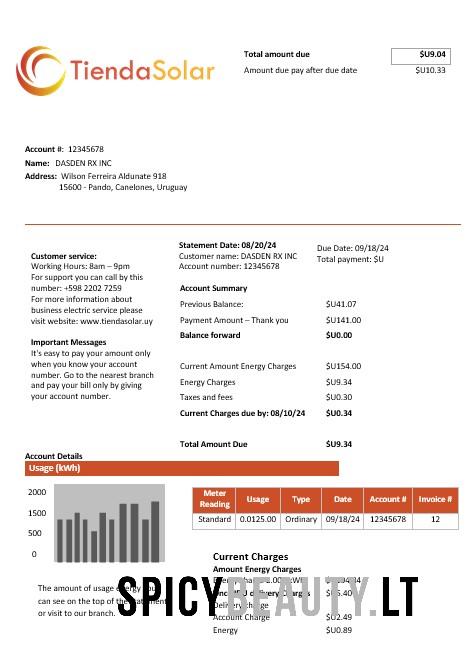 TiendaSolar
Total amount due $U9.04
Amount due pay after due date $U10.33
Account #: 12345678
Name: DASDEN RX INC
Address: Wilson Ferreira Aldunate 918
15600 - Pando, Canelones, Uruguay
Customer service:
Working Hours: 8am – 9pm
For support you can call by this
number: +598 2202 7259
For more information about
business electric service please
visit website: www.tiendasolar.uy
Important Messages
It's easy to pay your amount only
when you know your account
number. Go to the nearest branch
and pay your bill only by giving
your account number.
Statement Date: 08/20/24
Customer name: DASDEN RX INC
Account number: 12345678
Due Date: 09/18/24
Total payment: $U
Account Summary
Previous Balance: $U41.07
Payment Amount – Thank you $U141.00
Balance forward $U0.00
Current Amount Energy Charges $U154.00
Energy Charges $U9.34
Taxes and fees $U0.30
Current Charges due by: 08/10/24 $U0.34
Total Amount Due $U9.34
Account Details
Usage (kWh)
2000
1500
500
0
The amount of usage energy you
can see on the top of the statement
or visit to our branch.
Meter Reading Usage Type Date Account # Invoice #
Standard 0.0125.00 Ordinary 09/18/24 12345678 12
Current Charges
Amount Energy Charges
Delivery charge
Account Charge $U2.49
Energy $U0.89
SPICYBEAUTY.LT